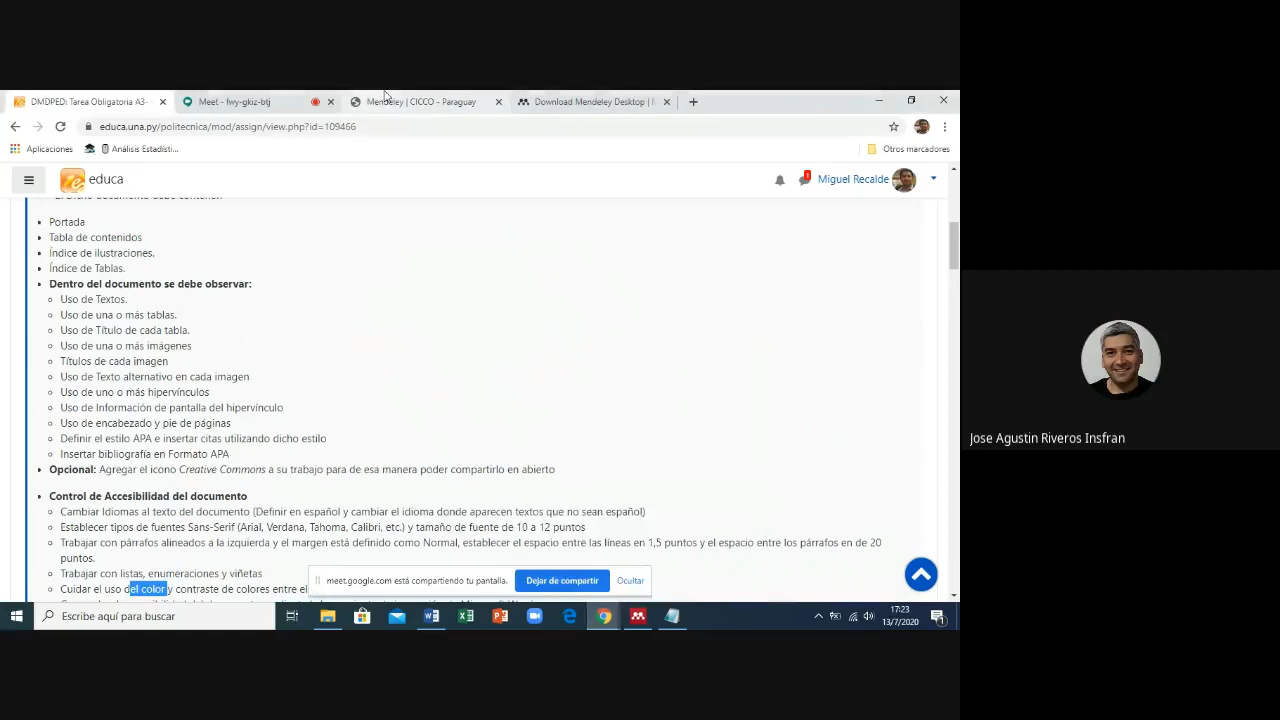 DMDPED: Tarea Obligatoria A3-
Meet - fwy-gkiz-btj
Mendeley | CICCO - Paraguay
Download Mendeley Desktop |
educa.una.py/politecnica/mod/assign/view.php?id=109466
Aplicaciones
Análisis Estadísti...
Otros marcadores
educa
1
Miguel Recalde
Portada
Tabla de contenidos
Índice de ilustraciones.
Índice de Tablas.
Dentro del documento se debe observar:
Uso de Textos.
Uso de una o más tablas.
Uso de Título de cada tabla.
Uso de una o más imágenes
Títulos de cada imagen
Uso de Texto alternativo en cada imagen
Uso de uno o más hipervínculos
Uso de Información de pantalla del hipervínculo
Uso de encabezado y pie de páginas
Definir el estilo APA e insertar citas utilizando dicho estilo
Insertar bibliografía en Formato APA
Opcional: Agregar el icono Creative Commons a su trabajo para de esa manera poder compartirlo en abierto
Control de Accesibilidad del documento
Cambiar Idiomas al texto del documento (Definir en español y cambiar el idioma donde aparecen textos que no sean español)
Establecer tipos de fuentes Sans-Serif (Arial, Verdana, Tahoma, Calibri, etc.) y tamaño de fuente de 10 a 12 puntos
Trabajar con párrafos alineados a la izquierda y el margen está definido como Normal, establecer el espacio entre las líneas en 1,5 puntos y el espacio entre los párrafos en de 20
puntos.
Trabajar con listas, enumeraciones y viñetas
Cuidar el uso del color y contraste de colores entre el
meet.google.com está compartiendo tu pantalla.
Dejar de compartir
Ocultar
Escribe aquí para buscar
17:23
13/7/2020
1
Jose Agustin Riveros Insfran